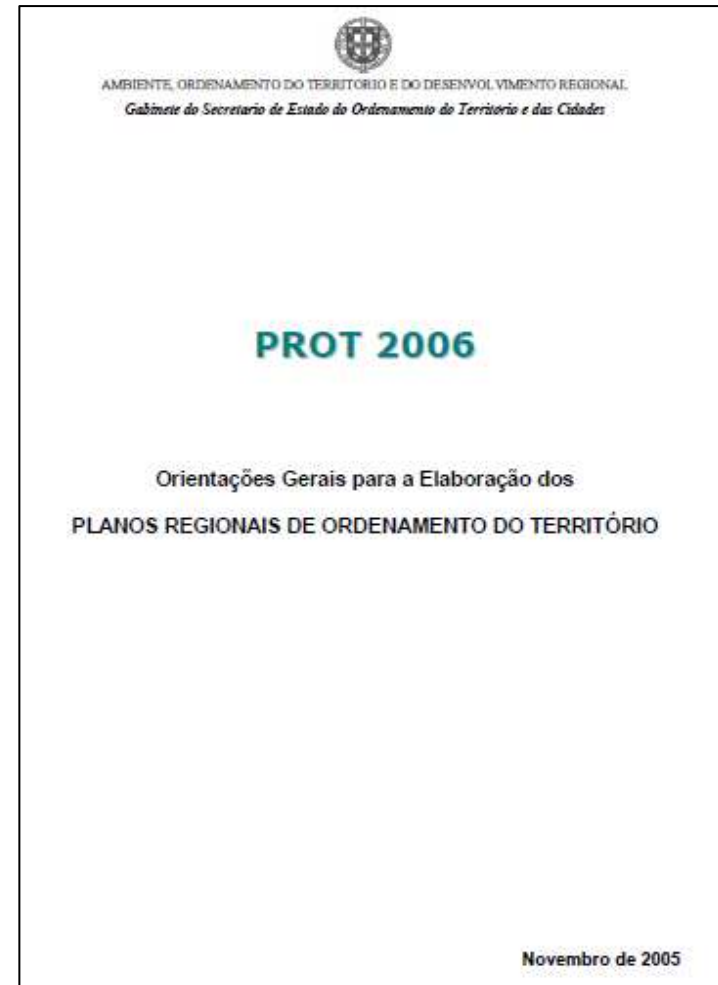 AMBIENTE, ORDENAMENTO DO TERRITORIO E DO DESENVOLVIMENTO REGIONAL
Gabinete do Secretario de Estado do Ordenamento do Territorio e das Cidades
PROT 2006
Orientações Gerais para a Elaboração dos
PLANOS REGIONAIS DE ORDENAMENTO DO TERRITÓRIO
Novembro de 2005